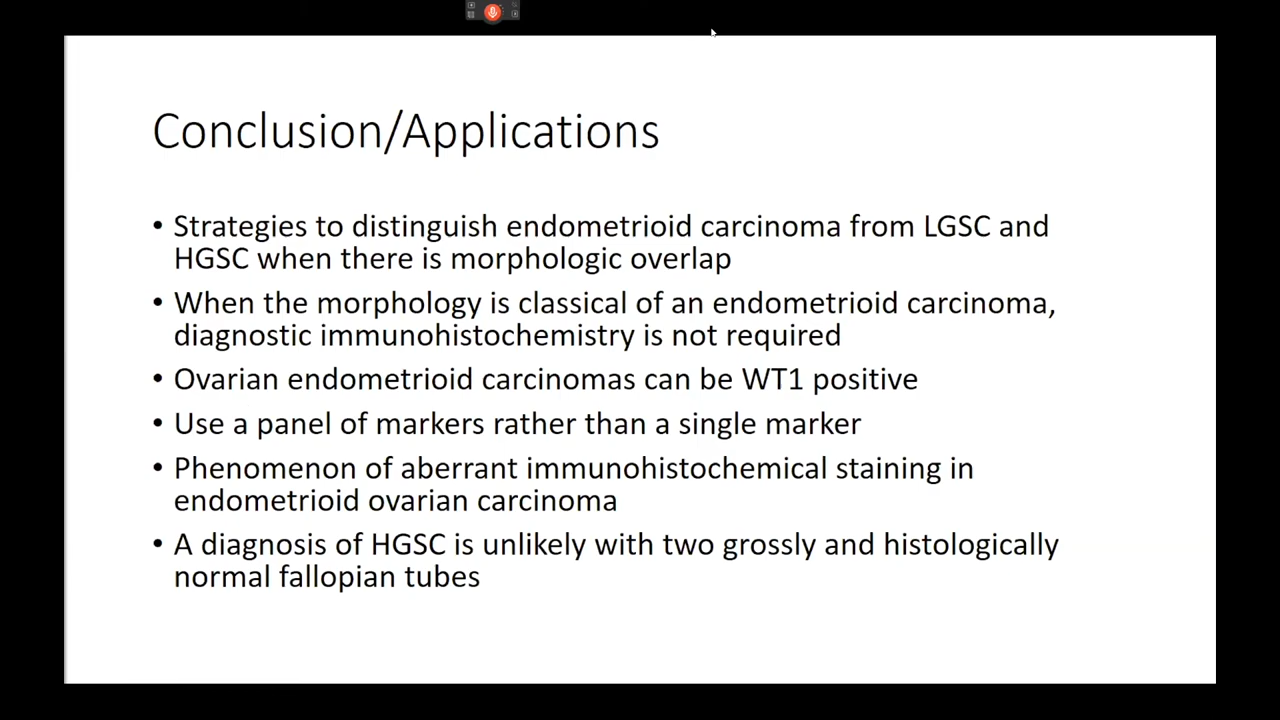 Conclusion/Applications
• Strategies to distinguish endometrioid carcinoma from LGSC and
HGSC when there is morphologic overlap
• When the morphology is classical of an endometrioid carcinoma,
diagnostic immunohistochemistry is not required
• Ovarian endometrioid carcinomas can be WT1 positive
• Use a panel of markers rather than a single marker
• Phenomenon of aberrant immunohistochemical staining in
endometrioid ovarian carcinoma
• A diagnosis of HGSC is unlikely with two grossly and histologically
normal fallopian tubes